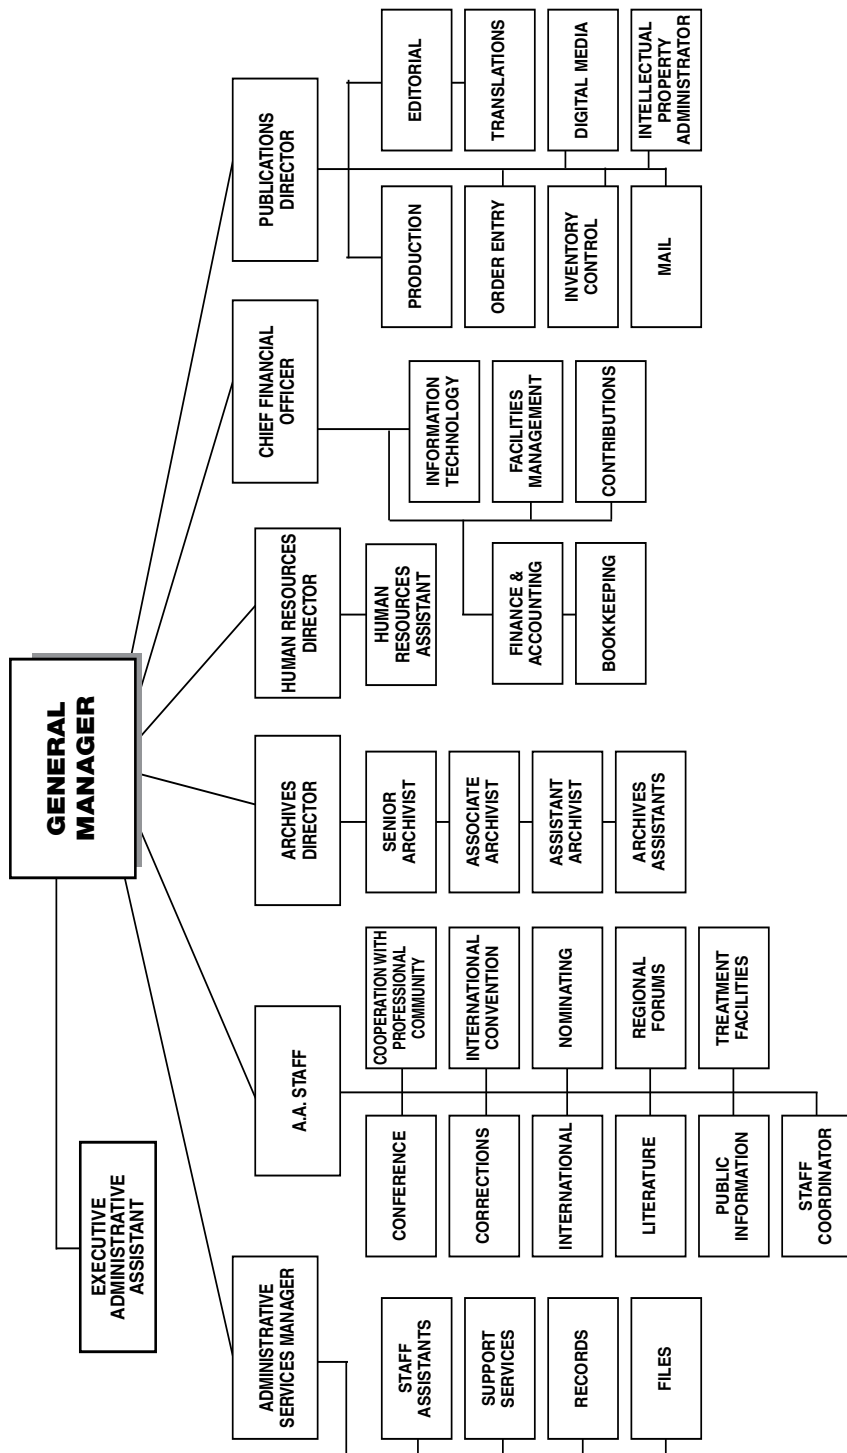 GENERAL
MANAGER
EXECUTIVE
ADMINISTRATIVE
ASSISTANT
ADMINISTRATIVE
SERVICES MANAGER
STAFF
ASSISTANTS
SUPPORT
SERVICES
RECORDS
FILES
A.A. STAFF
CONFERENCE
COOPERATION WITH
PROFESSIONAL
COMMUNITY
CORRECTIONS
INTERNATIONAL
CONVENTION
INTERNATIONAL
NOMINATING
LITERATURE
REGIONAL
FORUMS
PUBLIC
INFORMATION
TREATMENT
FACILITIES
STAFF
COORDINATOR
ARCHIVES
DIRECTOR
SENIOR
ARCHIVIST
ASSOCIATE
ARCHIVIST
ASSISTANT
ARCHIVIST
ARCHIVES
ASSISTANTS
HUMAN RESOURCES
DIRECTOR
HUMAN
RESOURCES
ASSISTANT
CHIEF FINANCIAL
OFFICER
INFORMATION
TECHNOLOGY
FINANCE &
ACCOUNTING
FACILITIES
MANAGEMENT
BOOKKEEPING
CONTRIBUTIONS
PUBLICATIONS
DIRECTOR
PRODUCTION
EDITORIAL
ORDER ENTRY
TRANSLATIONS
INVENTORY
CONTROL
DIGITAL MEDIA
MAIL
INTELLECTUAL
PROPERTY
ADMINISTRATOR